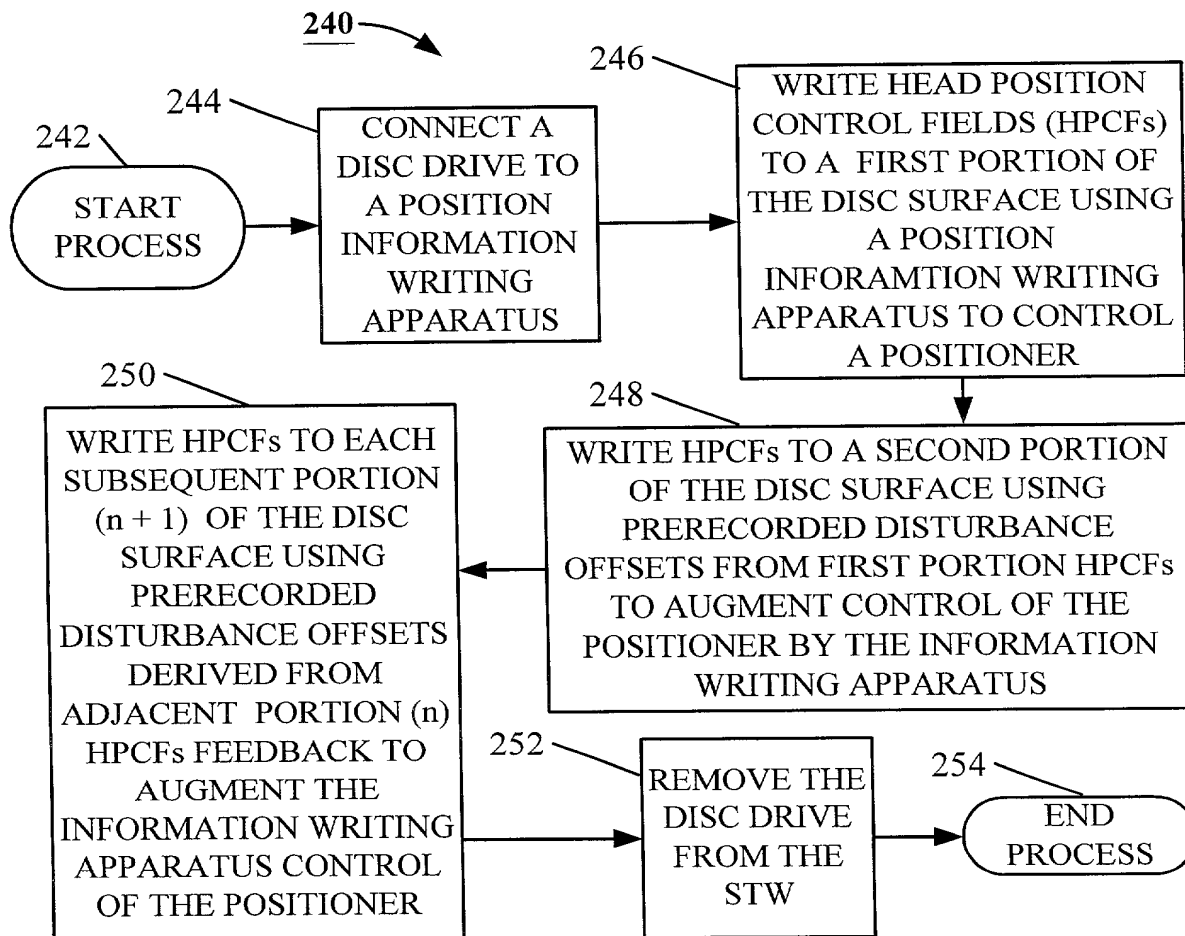 240
242
START
PROCESS
244
CONNECT A
DISC DRIVE TO
A POSITION
INFORMATION
WRITING
APPARATUS
246
WRITE HEAD POSITION
CONTROL FIELDS (HPCFs)
TO A FIRST PORTION OF
THE DISC SURFACE USING
A POSITION
INFORAMTION WRITING
APPARATUS TO CONTROL
A POSITIONER
248
WRITE HPCFs TO A SECOND PORTION
OF THE DISC SURFACE USING
PRERECORDED DISTURBANCE
OFFSETS FROM FIRST PORTION HPCFs
TO AUGMENT CONTROL OF THE
POSITIONER BY THE INFORMATION
WRITING APPARATUS
250
WRITE HPCFs TO EACH
SUBSEQUENT PORTION
(n + 1) OF THE DISC
SURFACE USING
PRERECORDED
DISTURBANCE OFFSETS
DERIVED FROM
ADJACENT PORTION (n)
HPCFs FEEDBACK TO
AUGMENT THE
INFORMATION WRITING
APPARATUS CONTROL
OF THE POSITIONER
252
REMOVE THE
DISC DRIVE
FROM THE
STW
254
END
PROCESS